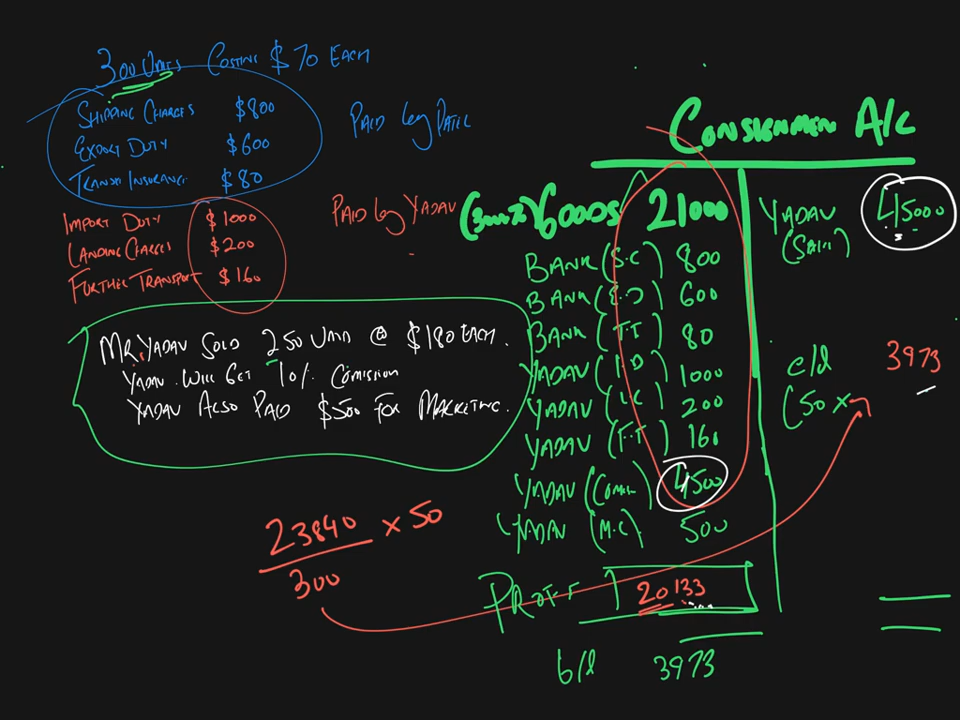 300 Units Costing $70 Each
Shipping Charges $800
Export Duty $600
Transit Insurance $80
Paid by Patel
Import Duty $1000
Landing Charges $200
Further Transport $160
Paid by Yadav
Mr. Yadav Sold 250 Units @ $180 Each.
Yadav Will Get 10% Comission
Yadav Also Paid $500 For Marketing.
23840 x 50
300
Consignmen A/c
Goods 21000
Bank (S.C) 800
Bank (E.D) 600
Bank (T.T) 80
Yadav (I.D) 1000
Yadav (L.C) 200
Yadav (F.T) 160
Yadav (Comm) 4500
Yadav (M.C) 500
Profit 20133
b/d 3973
Yadav 45000
(Sales)
c/d 3973
(50 x